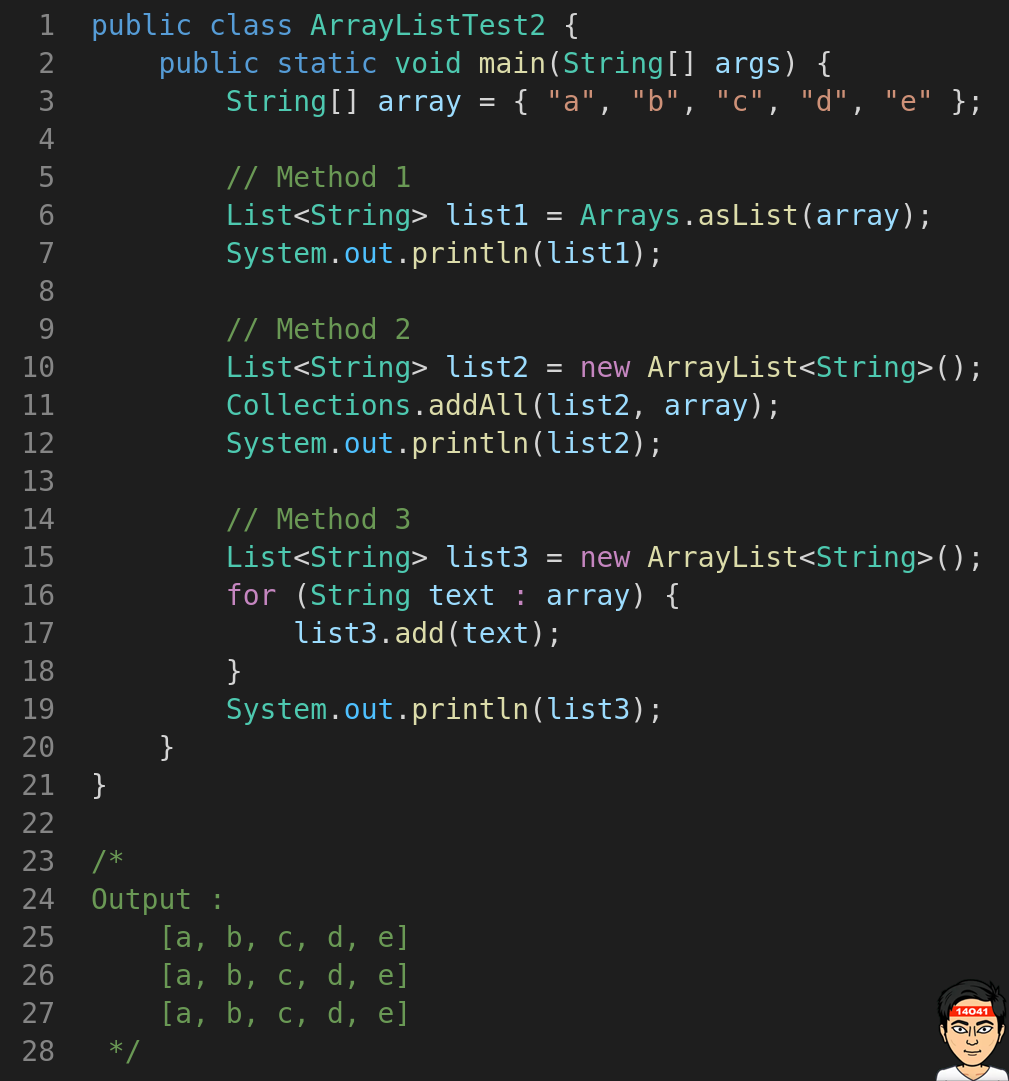 1 public class ArrayListTest2 {
2     public static void main(String[] args) {
3         String[] array = { "a", "b", "c", "d", "e" };
4
5         // Method 1
6         List<String> list1 = Arrays.asList(array);
7         System.out.println(list1);
8
9         // Method 2
10         List<String> list2 = new ArrayList<String>();
11         Collections.addAll(list2, array);
12         System.out.println(list2);
13
14         // Method 3
15         List<String> list3 = new ArrayList<String>();
16         for (String text : array) {
17             list3.add(text);
18         }
19         System.out.println(list3);
20     }
21 }
22
23 /*
24 Output :
25     [a, b, c, d, e]
26     [a, b, c, d, e]
27     [a, b, c, d, e]
28  */
14041